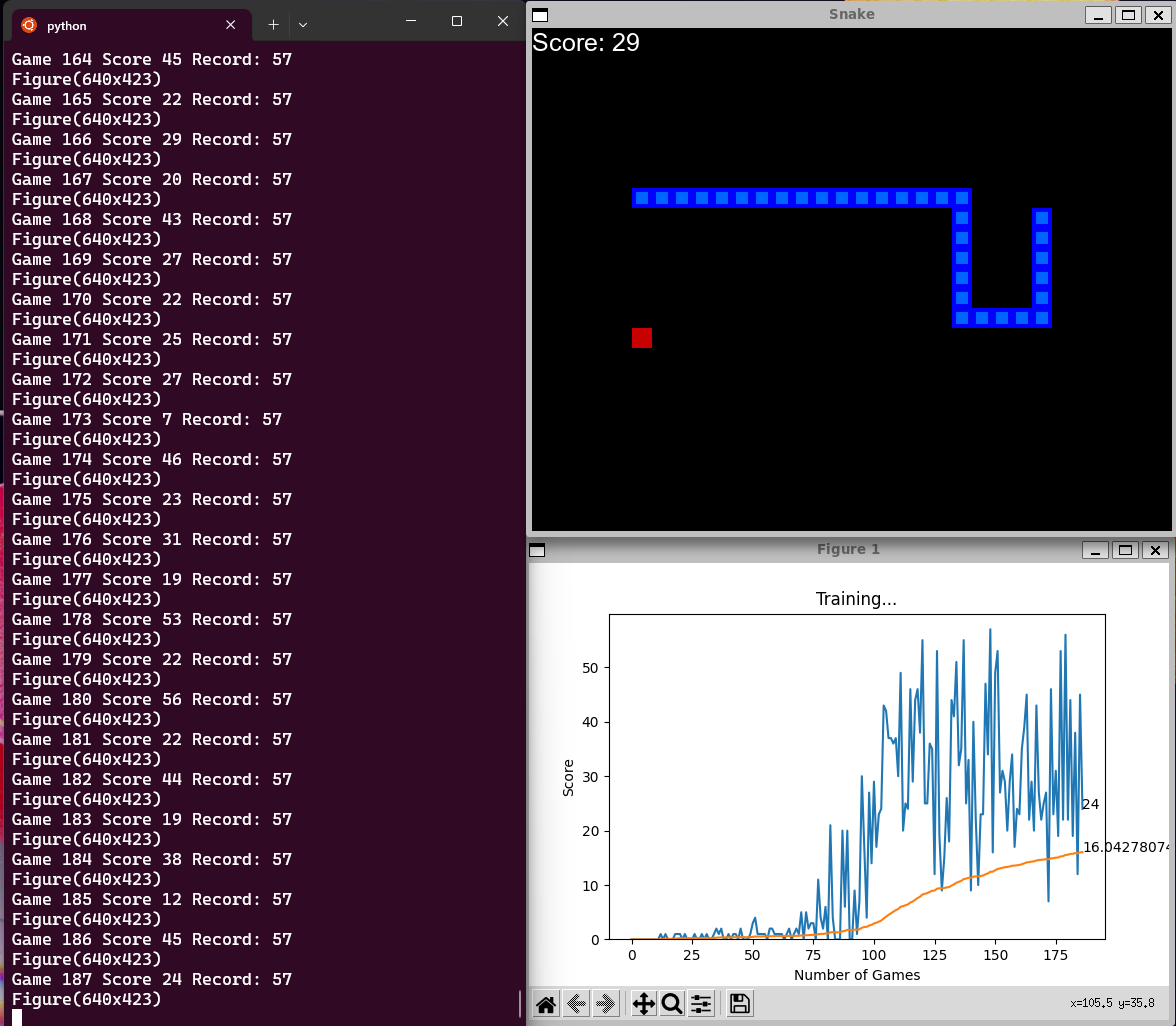 python
Game 164 Score 45 Record: 57
Figure(640x423)
Game 165 Score 22 Record: 57
Figure(640x423)
Game 166 Score 29 Record: 57
Figure(640x423)
Game 167 Score 20 Record: 57
Figure(640x423)
Game 168 Score 43 Record: 57
Figure(640x423)
Game 169 Score 27 Record: 57
Figure(640x423)
Game 170 Score 22 Record: 57
Figure(640x423)
Game 171 Score 25 Record: 57
Figure(640x423)
Game 172 Score 27 Record: 57
Figure(640x423)
Game 173 Score 7 Record: 57
Figure(640x423)
Game 174 Score 46 Record: 57
Figure(640x423)
Game 175 Score 23 Record: 57
Figure(640x423)
Game 176 Score 31 Record: 57
Figure(640x423)
Game 177 Score 19 Record: 57
Figure(640x423)
Game 178 Score 53 Record: 57
Figure(640x423)
Game 179 Score 22 Record: 57
Figure(640x423)
Game 180 Score 56 Record: 57
Figure(640x423)
Game 181 Score 22 Record: 57
Figure(640x423)
Game 182 Score 44 Record: 57
Figure(640x423)
Game 183 Score 19 Record: 57
Figure(640x423)
Game 184 Score 38 Record: 57
Figure(640x423)
Game 185 Score 12 Record: 57
Figure(640x423)
Game 186 Score 45 Record: 57
Figure(640x423)
Game 187 Score 24 Record: 57
Figure(640x423)
Snake
Score: 29
Figure 1
Training...
Score
50
40
30
20
10
0
24
16.04278074
0 25 50 75 100 125 150 175
Number of Games
x=105.5 y=35.8